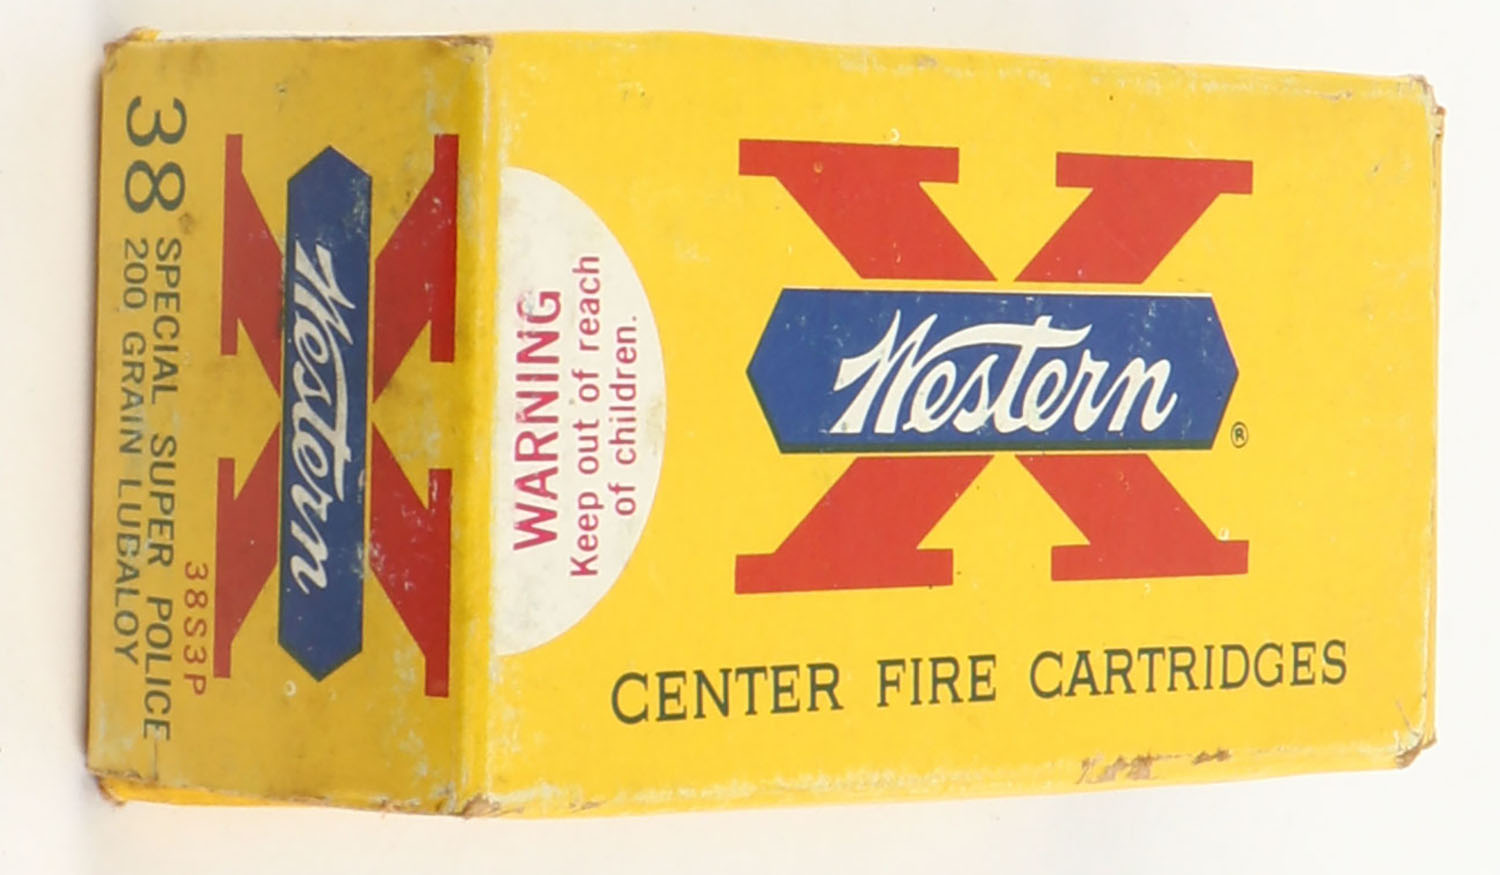 Western
®
CENTER FIRE CARTRIDGES
WARNING
Keep out of reach
of children.
Western
38S3P
38 SPECIAL SUPER POLICE
200 GRAIN LUBALOY